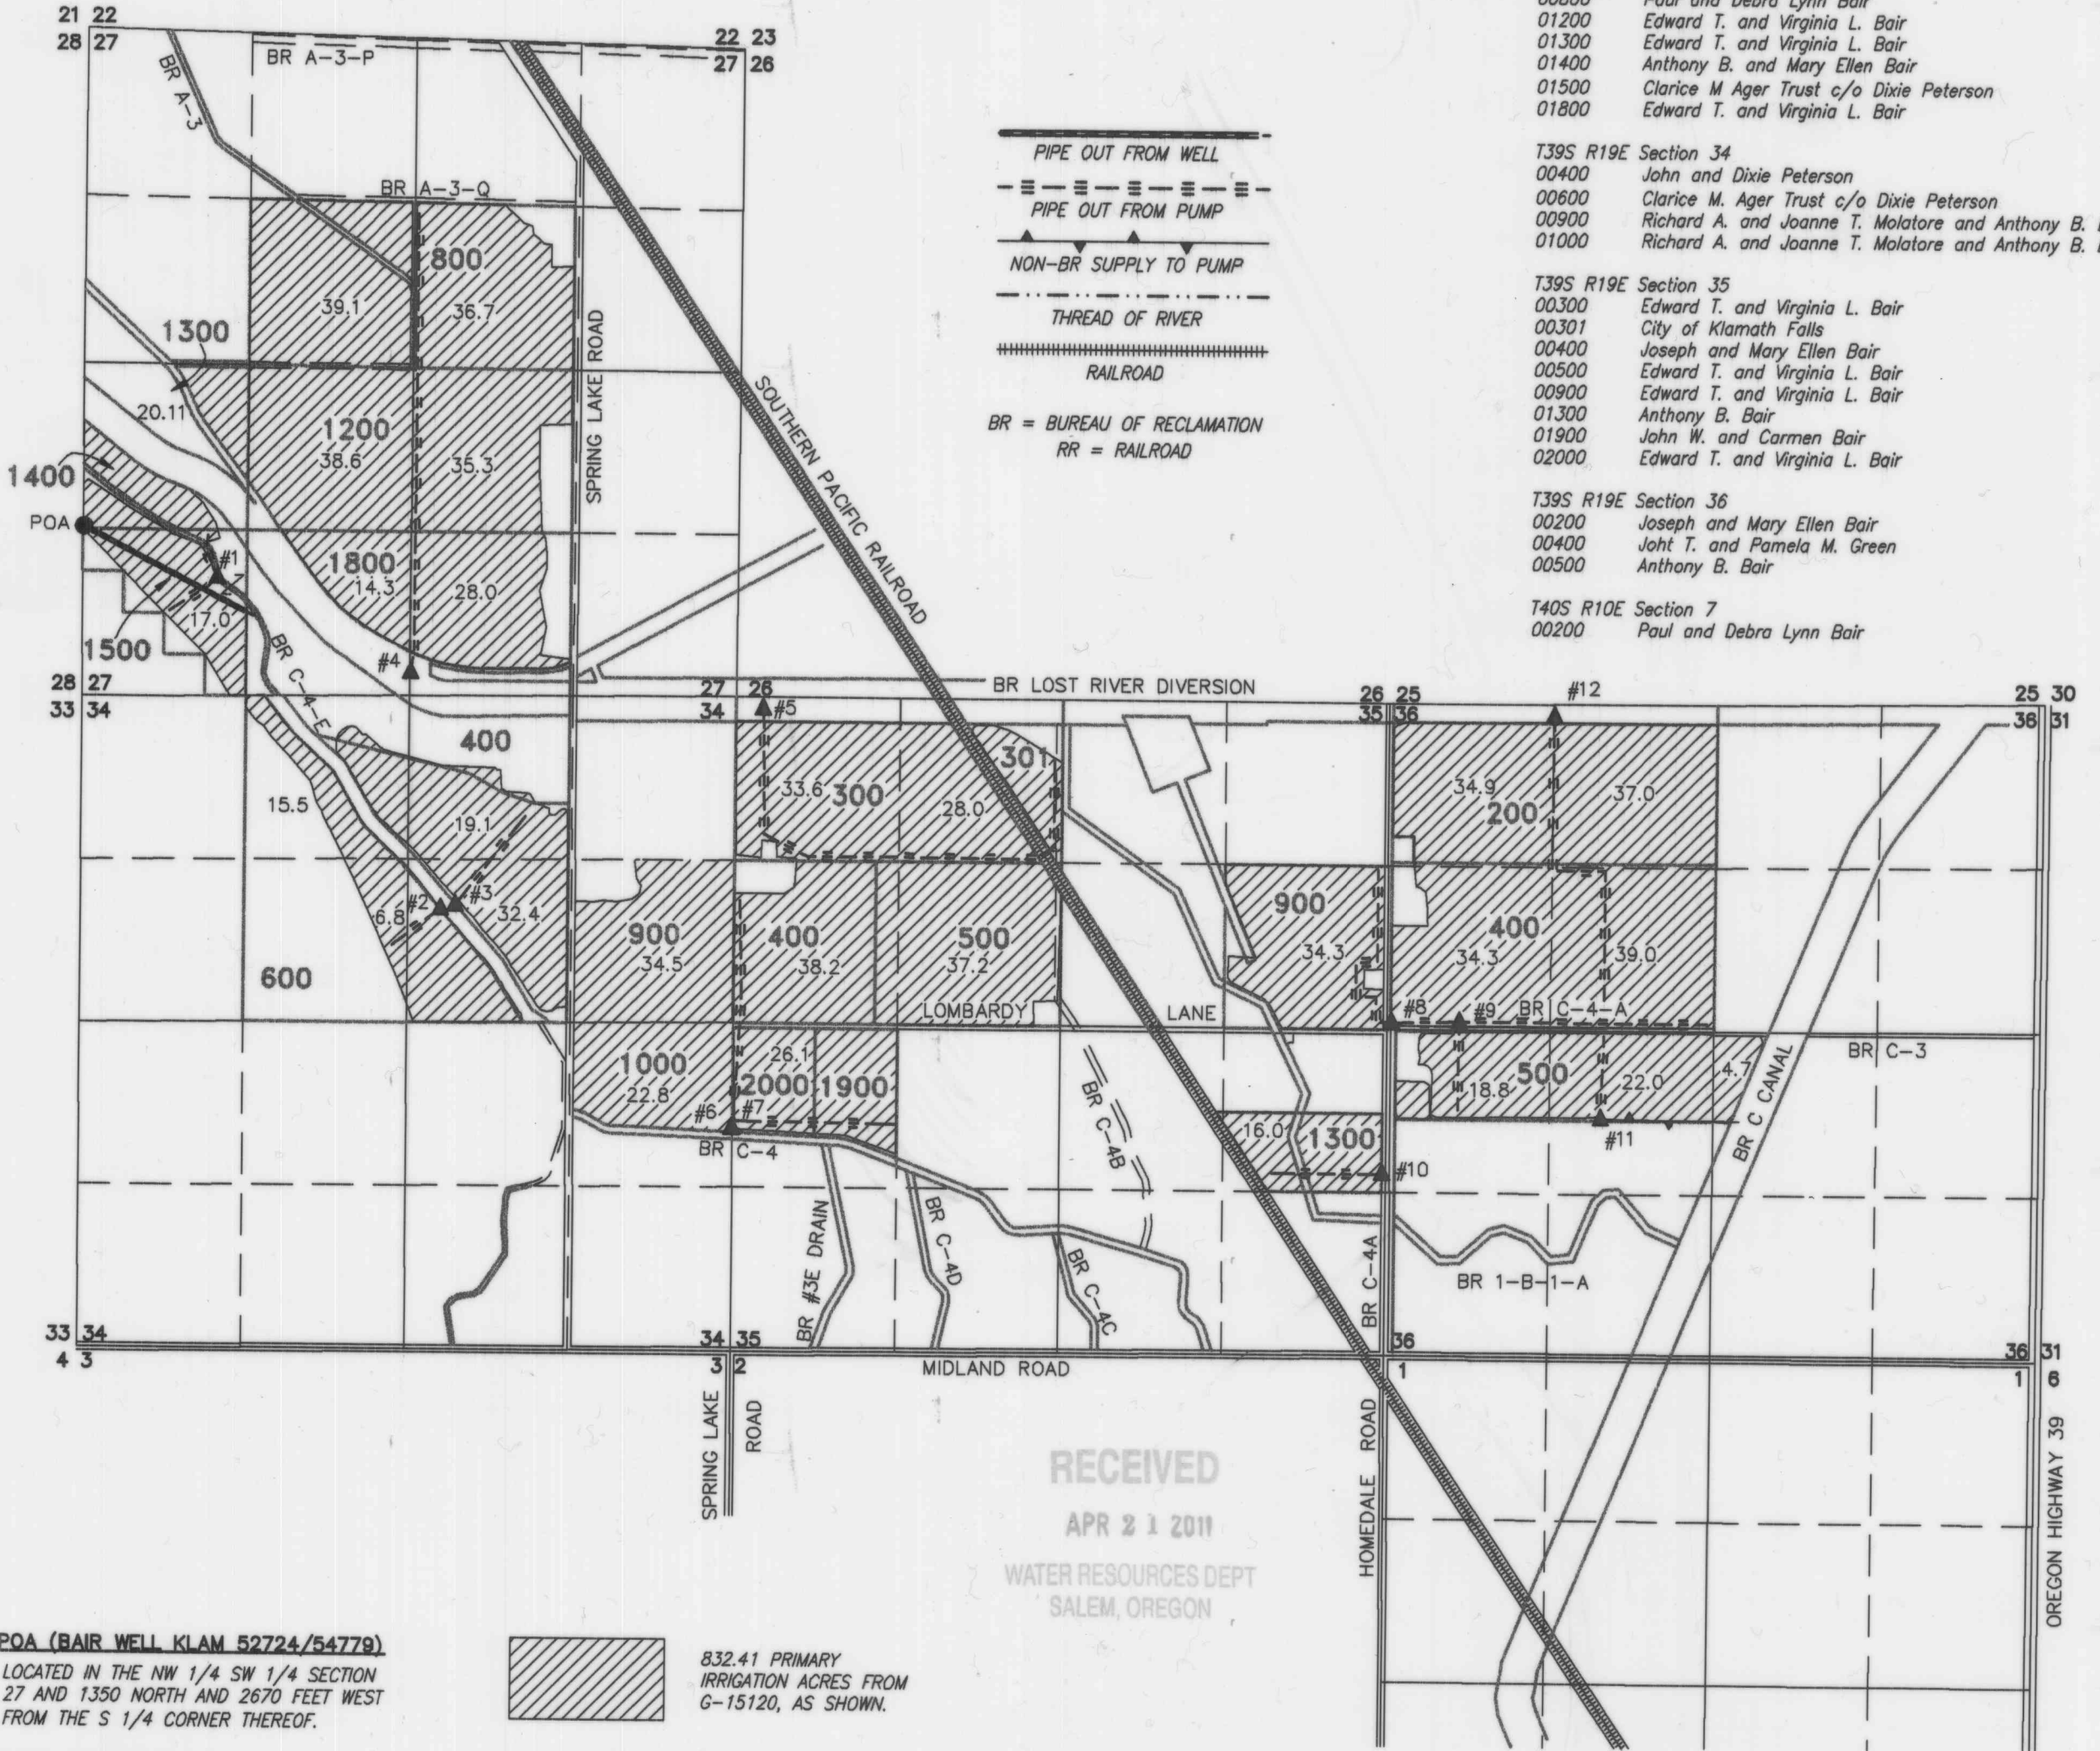 21 22
28 27
22 23
27 26
BR A-3-P
BR A-3
BR A-3-Q
800
39.1
36.7
1300
20.11
1200
38.6
35.3
1400
POA
#1
1800
14.3
28.0
17.0
1500
#4
BR C-4-E
SPRING LAKE ROAD
SOUTHERN PACIFIC RAILROAD
PIPE OUT FROM WELL
PIPE OUT FROM PUMP
NON-BR SUPPLY TO PUMP
THREAD OF RIVER
RAILROAD
BR = BUREAU OF RECLAMATION
RR = RAILROAD
00800 Paul and Debra Lynn Bair
01200 Edward T. and Virginia L. Bair
01300 Edward T. and Virginia L. Bair
01400 Anthony B. and Mary Ellen Bair
01500 Clarice M Ager Trust c/o Dixie Peterson
01800 Edward T. and Virginia L. Bair
T39S R19E Section 34
00400 John and Dixie Peterson
00600 Clarice M. Ager Trust c/o Dixie Peterson
00900 Richard A. and Joanne T. Molatore and Anthony B.
01000 Richard A. and Joanne T. Molatore and Anthony B.
T39S R19E Section 35
00300 Edward T. and Virginia L. Bair
00301 City of Klamath Falls
00400 Joseph and Mary Ellen Bair
00500 Edward T. and Virginia L. Bair
00900 Edward T. and Virginia L. Bair
01300 Anthony B. Bair
01900 John W. and Carmen Bair
02000 Edward T. and Virginia L. Bair
T39S R19E Section 36
00200 Joseph and Mary Ellen Bair
00400 Joht T. and Pamela M. Green
00500 Anthony B. Bair
T40S R10E Section 7
00200 Paul and Debra Lynn Bair
28 27
33 34
27 26
34
BR LOST RIVER DIVERSION
26 25
35 36
#12
25 30
36 31
#5
400
15.5
19.1
#2
#3
6.8
32.4
600
33.6
300
28.0
301
900
34.5
400
38.2
500
37.2
LOMBARDY LANE
900
34.3
34.9
200
37.0
400
34.3
39.0
#8
#9
BR C-4-A
1000
22.8
26.1
2000
1900
#6
#7
BR C-4
BR C-4B
16.0
1300
#10
500
18.8
22.0
4.7
#11
BR C CANAL
BR C-3
BR #3E DRAIN
BR C-4D
BR C-4C
BR C-4A
BR 1-B-1-A
33 34
4 3
34 35
3 2
MIDLAND ROAD
36
1
36 31
1 6
SPRING LAKE ROAD
HOMEDALE ROAD
OREGON HIGHWAY 39
RECEIVED
APR 21 2011
WATER RESOURCES DEPT
SALEM, OREGON
POA (BAIR WELL KLAM 52724/54779)
LOCATED IN THE NW 1/4 SW 1/4 SECTION
27 AND 1350 NORTH AND 2670 FEET WEST
FROM THE S 1/4 CORNER THEREOF.
832.41 PRIMARY
IRRIGATION ACRES FROM
G-15120, AS SHOWN.